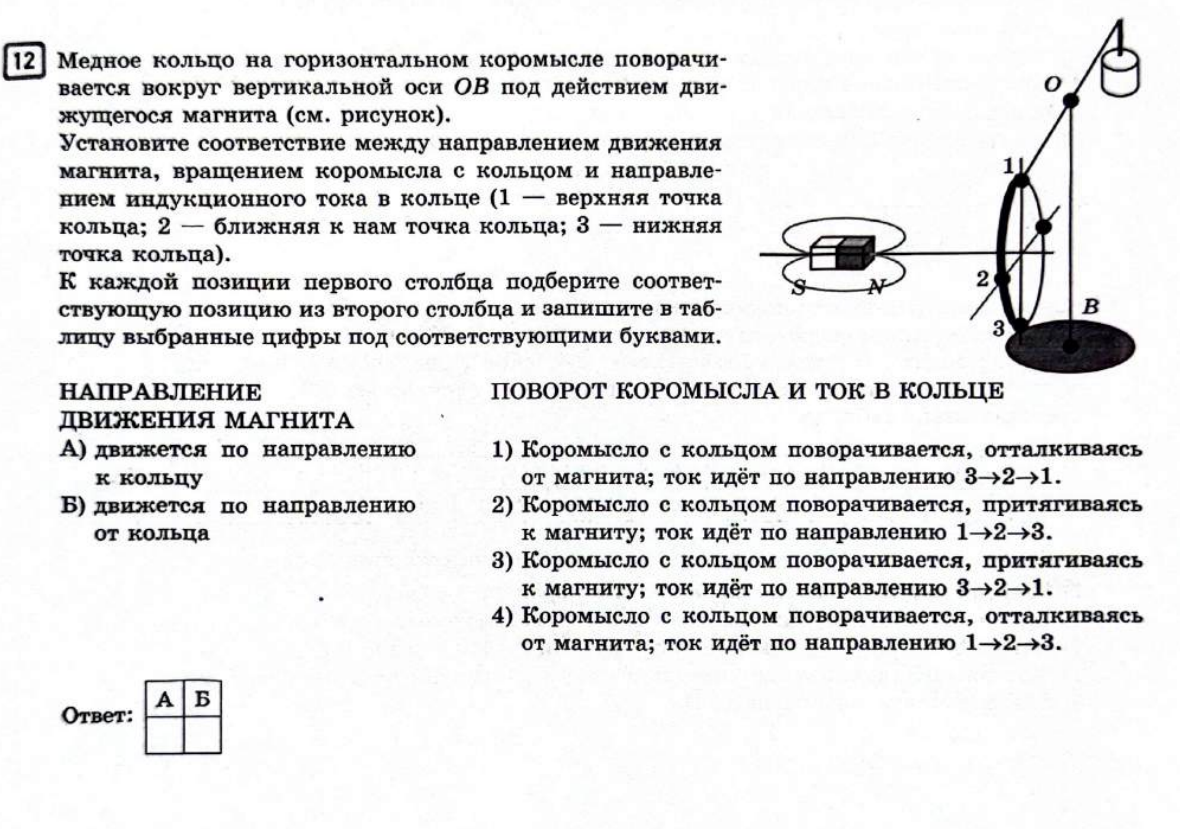 12 Медное кольцо на горизонтальном коромысле поворачи-
вается вокруг вертикальной оси OB под действием дви-
жущегося магнита (см. рисунок).
Установите соответствие между направлением движения
магнита, вращением коромысла с кольцом и направле-
нием индукционного тока в кольце (1 — верхняя точка
кольца; 2 — ближняя к нам точка кольца; 3 — нижняя
точка кольца).
К каждой позиции первого столбца подберите соответ-
ствующую позицию из второго столбца и запишите в таб-
лицу выбранные цифры под соответствующими буквами.
O
1
2
3
B
S
N
НАПРАВЛЕНИЕ
ДВИЖЕНИЯ МАГНИТА
А) движется по направлению
к кольцу
Б) движется по направлению
от кольца
ПОВОРОТ КОРОМЫСЛА И ТОК В КОЛЬЦЕ
1) Коромысло с кольцом поворачивается, отталкиваясь
от магнита; ток идёт по направлению 3→2→1.
2) Коромысло с кольцом поворачивается, притягиваясь
к магниту; ток идёт по направлению 1→2→3.
3) Коромысло с кольцом поворачивается, притягиваясь
к магниту; ток идёт по направлению 3→2→1.
4) Коромысло с кольцом поворачивается, отталкиваясь
от магнита; ток идёт по направлению 1→2→3.
Ответ:
А Б